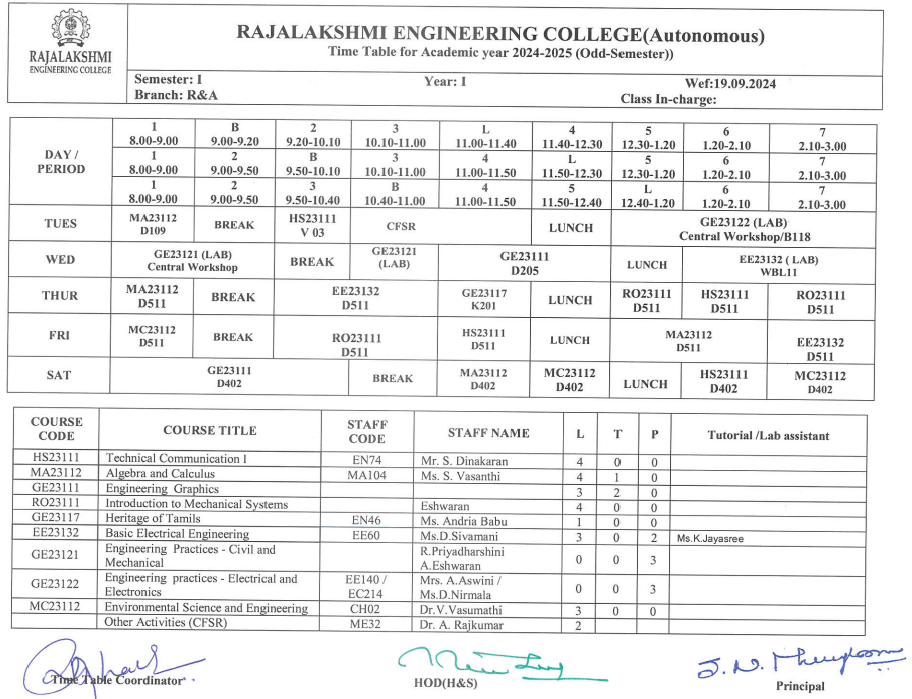 RAJALAKSHMI
ENGINEERING COLLEGE
RAJALAKSHMI ENGINEERING COLLEGE(Autonomous)
Time Table for Academic year 2024-2025 (Odd-Semester))
Semester: I Year: I Wef:19.09.2024
Branch: R&A Class In-charge:
DAY / PERIOD
1 B 2 3 L 4 5 6 7
8.00-9.00 9.00-9.20 9.20-10.10 10.10-11.00 11.00-11.40 11.40-12.30 12.30-1.20 1.20-2.10 2.10-3.00
1 2 B 3 4 L 5 6 7
8.00-9.00 9.00-9.50 9.50-10.10 10.10-11.00 11.00-11.50 11.50-12.30 12.30-1.20 1.20-2.10 2.10-3.00
1 2 3 B 4 5 L 6 7
8.00-9.00 9.00-9.50 9.50-10.40 10.40-11.00 11.00-11.50 11.50-12.40 12.40-1.20 1.20-2.10 2.10-3.00
TUES MA23112 D109 BREAK HS23111 V 03 CFSR LUNCH GE23122 (LAB) Central Workshop/B118
WED GE23121 (LAB) Central Workshop BREAK GE23121 (LAB) GE23111 D205 LUNCH EE23132 ( LAB) WBL11
THUR MA23112 D511 BREAK EE23132 D511 GE23117 K201 LUNCH RO23111 D511 HS23111 D511 RO23111 D511
FRI MC23112 D511 BREAK RO23111 D511 HS23111 D511 LUNCH MA23112 D511 EE23132 D511
SAT GE23111 D402 BREAK MA23112 D402 MC23112 D402 LUNCH HS23111 D402 MC23112 D402
COURSE CODE COURSE TITLE STAFF CODE STAFF NAME L T P Tutorial /Lab assistant
HS23111 Technical Communication I EN74 Mr. S. Dinakaran 4 0 0
MA23112 Algebra and Calculus MA104 Ms. S. Vasanthi 4 1 0
GE23111 Engineering Graphics 3 2 0
RO23111 Introduction to Mechanical Systems Eshwaran 4 0 0
GE23117 Heritage of Tamils EN46 Ms. Andria Babu 1 0 0
EE23132 Basic Electrical Engineering EE60 Ms.D.Sivamani 3 0 2 Ms.K.Jayasree
GE23121 Engineering Practices - Civil and Mechanical R.Priyadharshini A.Eshwaran 0 0 3
GE23122 Engineering practices - Electrical and Electronics EE140 / EC214 Mrs. A.Aswini / Ms.D.Nirmala 0 0 3
MC23112 Environmental Science and Engineering CH02 Dr.V.Vasumathi 3 0 0
Other Activities (CFSR) ME32 Dr. A. Rajkumar 2
Time Table Coordinator HOD(H&S) Principal